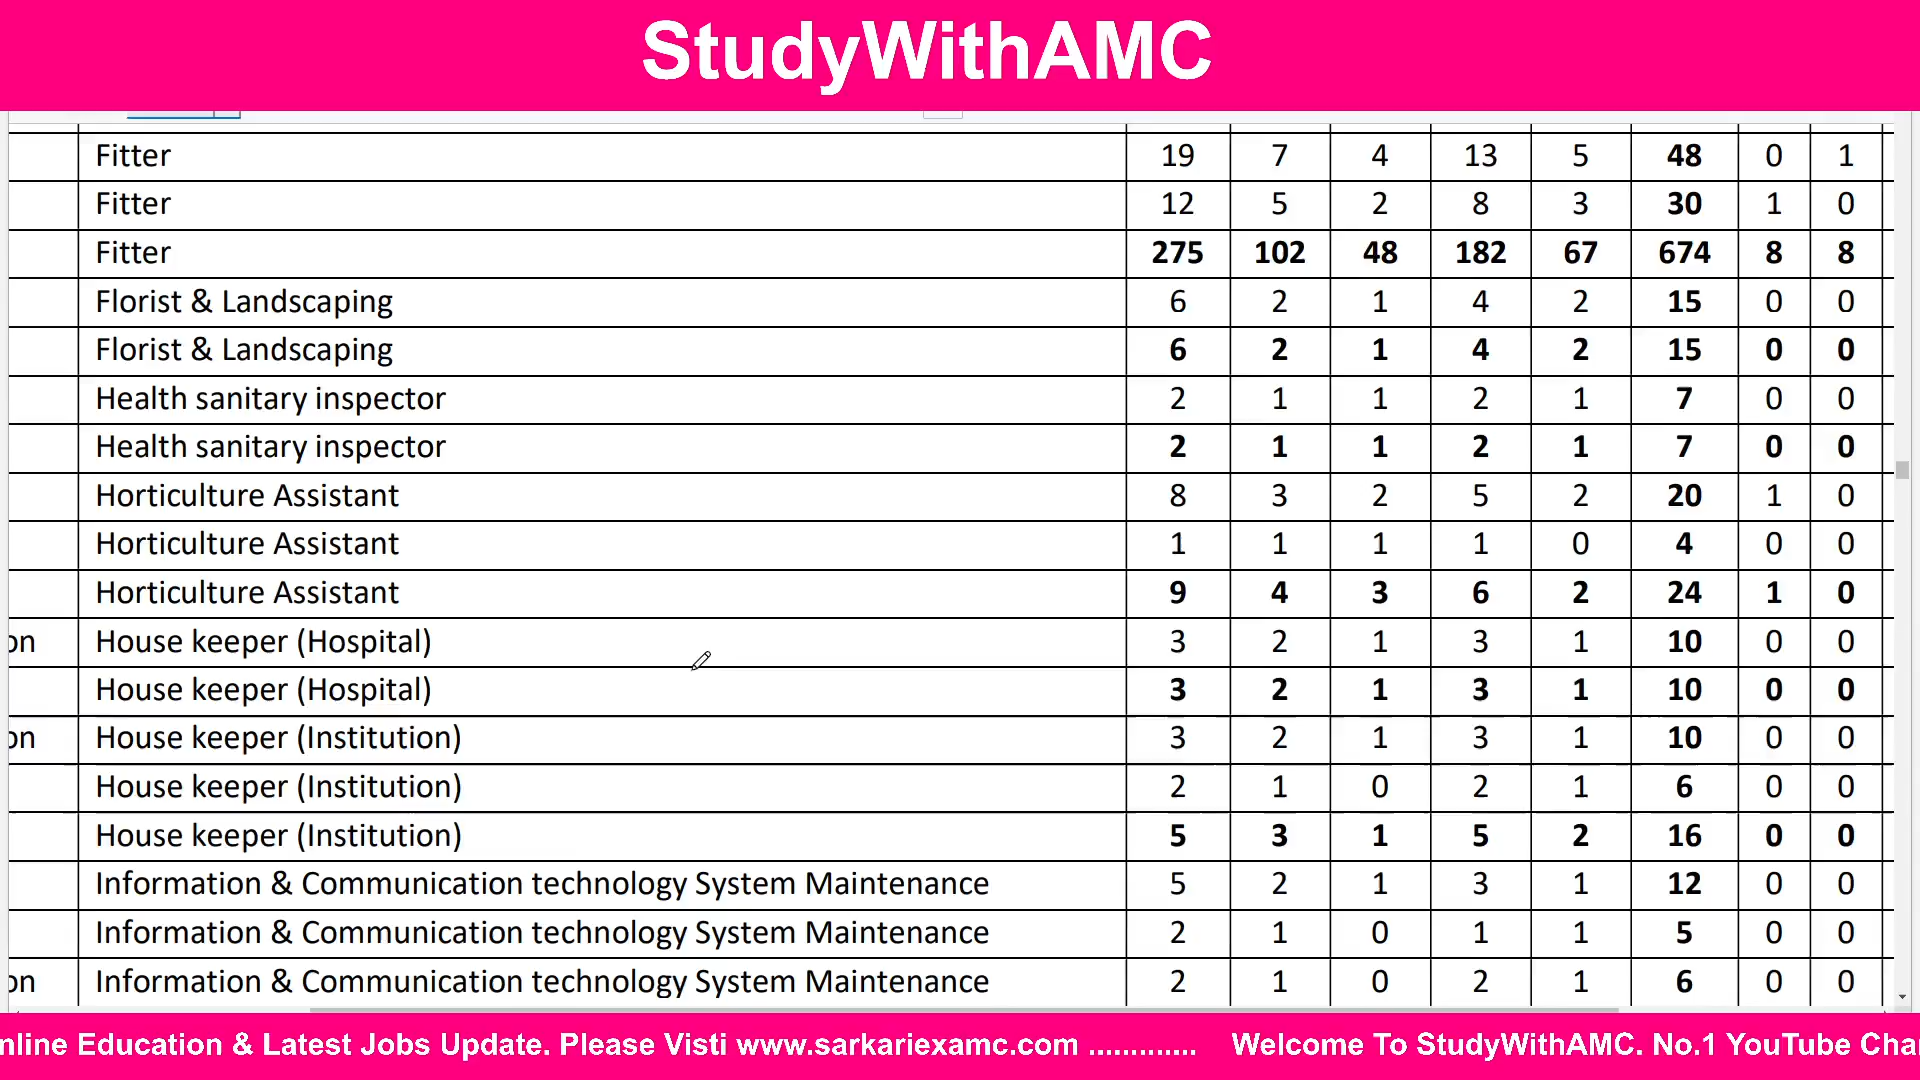 StudyWithAMC
Fitter 19 7 4 13 5 48 0 1
Fitter 12 5 2 8 3 30 1 0
Fitter 275 102 48 182 67 674 8 8
Florist & Landscaping 6 2 1 4 2 15 0 0
Florist & Landscaping 6 2 1 4 2 15 0 0
Health sanitary inspector 2 1 1 2 1 7 0 0
Health sanitary inspector 2 1 1 2 1 7 0 0
Horticulture Assistant 8 3 2 5 2 20 1 0
Horticulture Assistant 1 1 1 1 0 4 0 0
Horticulture Assistant 9 4 3 6 2 24 1 0
on House keeper (Hospital) 3 2 1 3 1 10 0 0
House keeper (Hospital) 3 2 1 3 1 10 0 0
on House keeper (Institution) 3 2 1 3 1 10 0 0
House keeper (Institution) 2 1 0 2 1 6 0 0
House keeper (Institution) 5 3 1 5 2 16 0 0
Information & Communication technology System Maintenance 5 2 1 3 1 12 0 0
Information & Communication technology System Maintenance 2 1 0 1 1 5 0 0
on Information & Communication technology System Maintenance 2 1 0 2 1 6 0 0
nline Education & Latest Jobs Update. Please Visti www.sarkariexamc.com ............. Welcome To StudyWithAMC. No.1 YouTube Cha